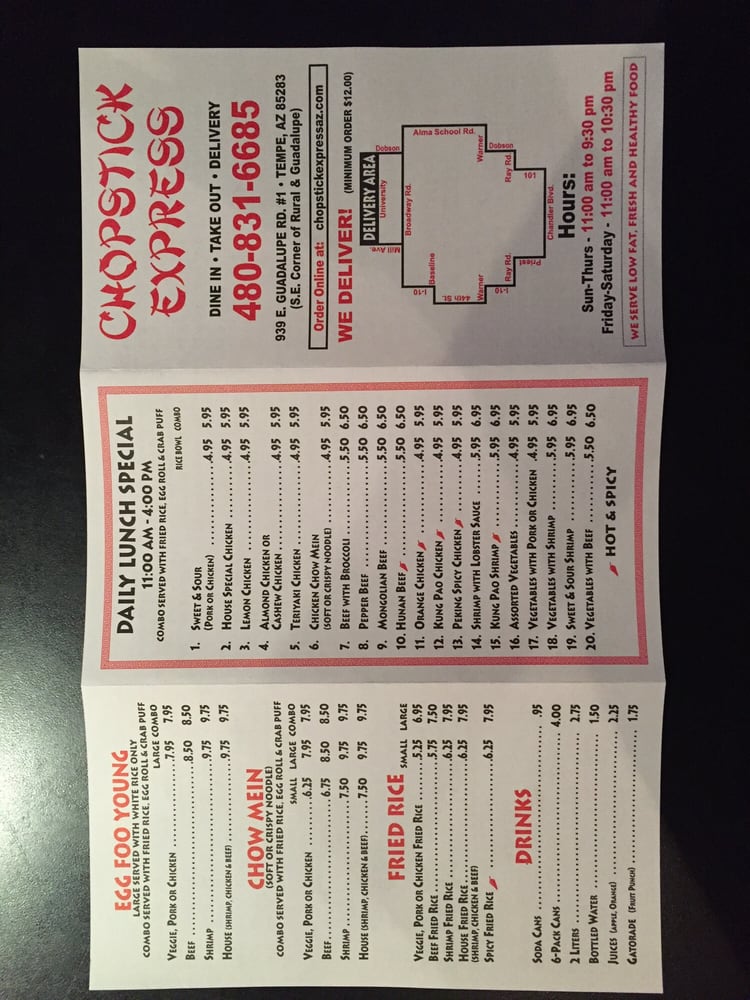 EGG FOO YOUNG
LARGE SERVED WITH WHITE RICE ONLY
COMBO SERVED WITH FRIED RICE, EGG ROLL & CRAB PUFF
LARGE COMBO
VEGGIE, PORK OR CHICKEN ....................7.95 7.95
BEEF ....................8.50 8.50
SHRIMP ....................9.75 9.75
HOUSE (SHRIMP, CHICKEN & BEEF) ....................9.75 9.75
CHOW MEIN
(SOFT OR CRISPY NOODLE)
COMBO SERVED WITH FRIED RICE, EGG ROLL & CRAB PUFF
SMALL LARGE COMBO
VEGGIE, PORK OR CHICKEN ..........6.25 7.95 7.95
BEEF ..........6.75 8.50 8.50
SHRIMP ..........7.50 9.75 9.75
HOUSE (SHRIMP, CHICKEN & BEEF) ..........7.50 9.75 9.75
FRIED RICE
SMALL LARGE
VEGGIE, PORK OR CHICKEN FRIED RICE ..........5.25 6.95
BEEF FRIED RICE ..........5.75 7.50
SHRIMP FRIED RICE ..........6.25 7.95
HOUSE FRIED RICE ..........6.25 7.95
(SHRIMP, CHICKEN & BEEF)
SPICY FRIED RICE ..........6.25 7.95
DRINKS
SODA CANS .......... .95
6-PACK CANS .......... 4.00
2 LITERS .......... 2.75
BOTTLED WATER .......... 1.50
JUICES (APPLE, ORANGE) .......... 2.25
GATORADE (FRUIT PUNCH) .......... 1.75
DAILY LUNCH SPECIAL
11:00 AM - 4:00 PM
COMBO SERVED WITH FRIED RICE, EGG ROLL & CRAB PUFF
RICE BOWL COMBO
1. SWEET & SOUR
(PORK OR CHICKEN) ..........4.95 5.95
2. HOUSE SPECIAL CHICKEN ..........4.95 5.95
3. LEMON CHICKEN ..........4.95 5.95
4. ALMOND CHICKEN OR
CASHEW CHICKEN ..........4.95 5.95
5. TERIYAKI CHICKEN ..........4.95 5.95
6. CHICKEN CHOW MEIN
(SOFT OR CRISPY NOODLE) ..........4.95 5.95
7. BEEF WITH BROCCOLI ..........5.50 6.50
8. PEPPER BEEF ..........5.50 6.50
9. MONGOLIAN BEEF ..........5.50 6.50
10. HUNAN BEEF ..........5.50 6.50
11. ORANGE CHICKEN ..........4.95 5.95
12. KUNG PAO CHICKEN ..........4.95 5.95
13. PEKING SPICY CHICKEN ..........4.95 5.95
14. SHRIMP WITH LOBSTER SAUCE ..........5.95 6.95
15. KUNG PAO SHRIMP ..........5.95 6.95
16. ASSORTED VEGETABLES ..........4.95 5.95
17. VEGETABLES WITH PORK OR CHICKEN ..........4.95 5.95
18. VEGETABLES WITH SHRIMP ..........5.95 6.95
19. SWEET & SOUR SHRIMP ..........5.95 6.95
20. VEGETABLES WITH BEEF ..........5.50 6.50
HOT & SPICY
CHOPSTICK
EXPRESS
DINE IN • TAKE OUT • DELIVERY
480-831-6685
939 E. GUADALUPE RD. #1 • TEMPE, AZ 85283
(S.E. Corner of Rural & Guadalupe)
Order Online at: chopstickexpressaz.com
WE DELIVER! (MINIMUM ORDER $12.00)
DELIVERY AREA
Mill Ave.
University
Dobson
Broadway Rd.
Alma School Rd.
I-10
Baseline
44th St.
Warner
Warner
Dobson
I-10
Ray Rd.
Ray Rd.
Priest
101
Chandler Blvd.
Hours:
Sun-Thurs - 11:00 am to 9:30 pm
Friday-Saturday - 11:00 am to 10:30 pm
WE SERVE LOW FAT, FRESH AND HEALTHY FOOD